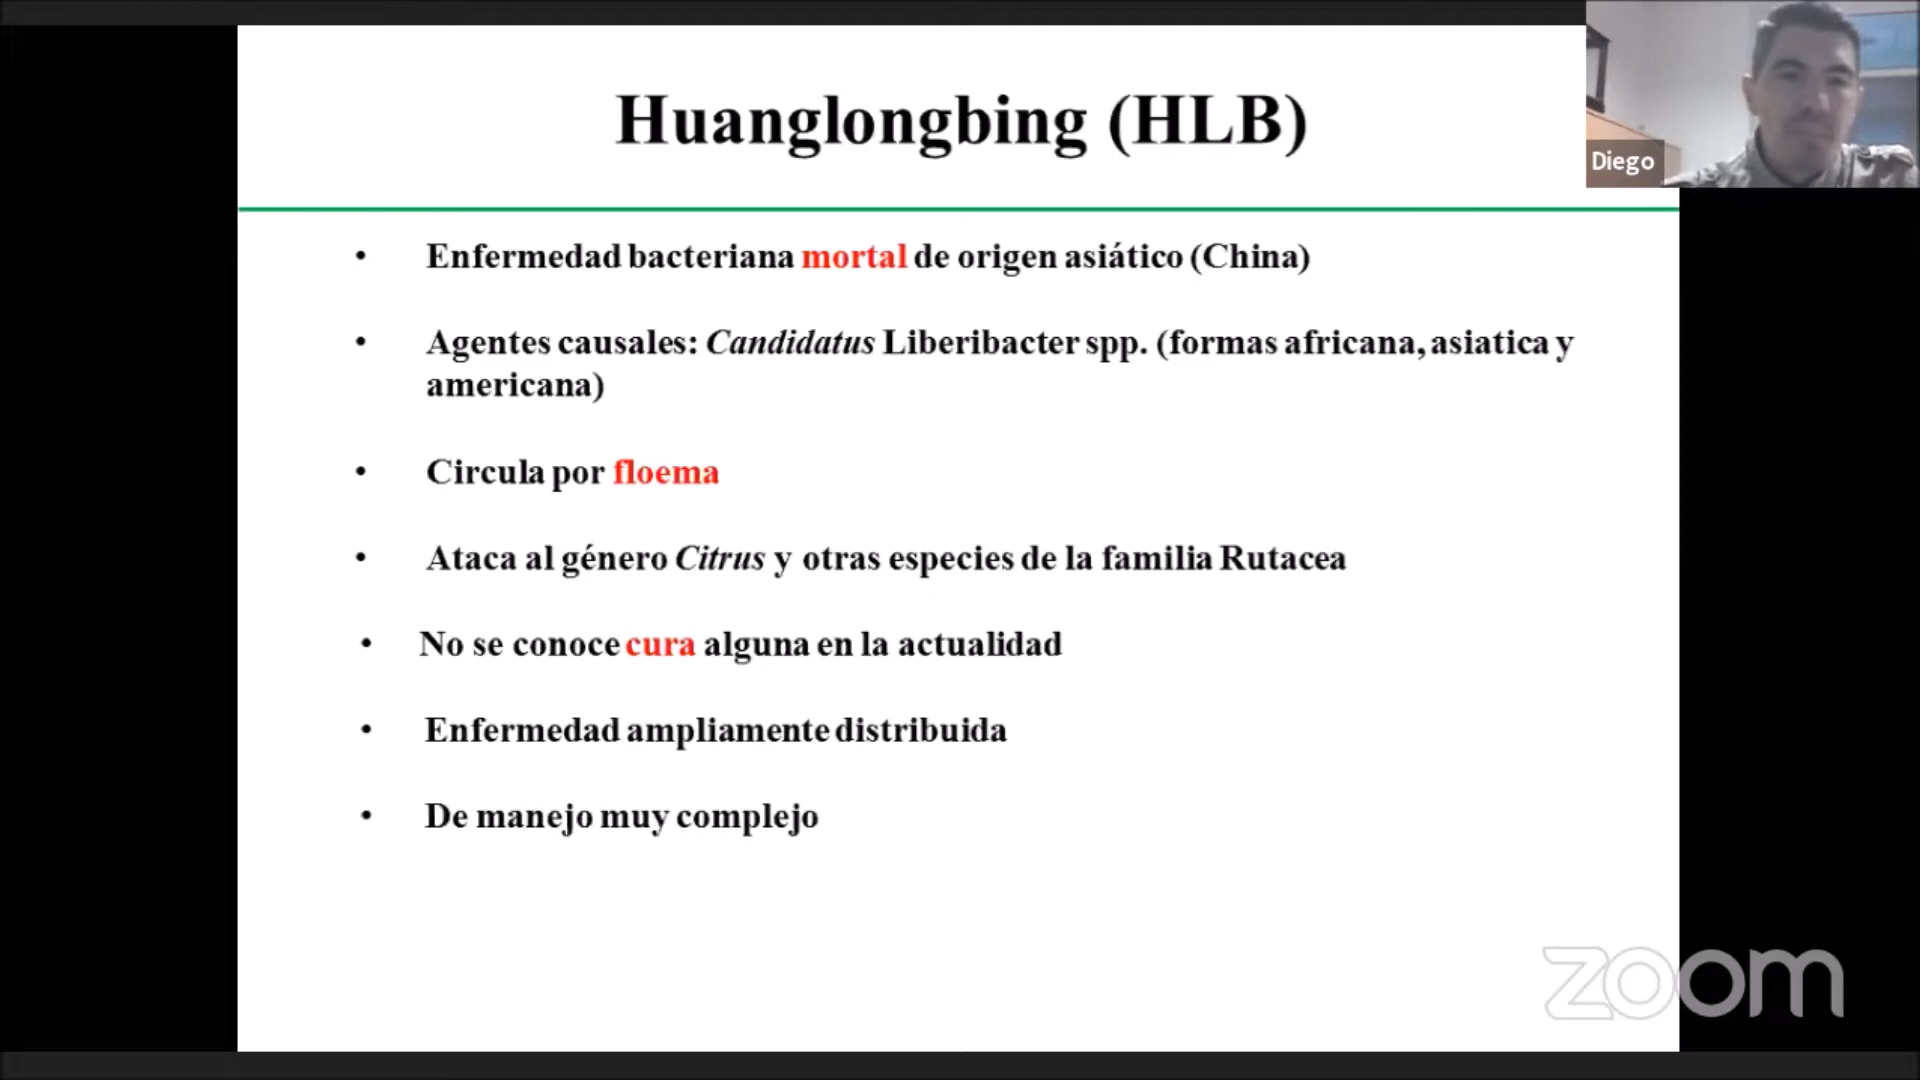 Huanglongbing (HLB)
Diego
• Enfermedad bacteriana mortal de origen asiático (China)
• Agentes causales: Candidatus Liberibacter spp. (formas africana, asiatica y
americana)
• Circula por floema
• Ataca al género Citrus y otras especies de la familia Rutacea
• No se conoce cura alguna en la actualidad
• Enfermedad ampliamente distribuida
• De manejo muy complejo
zoom